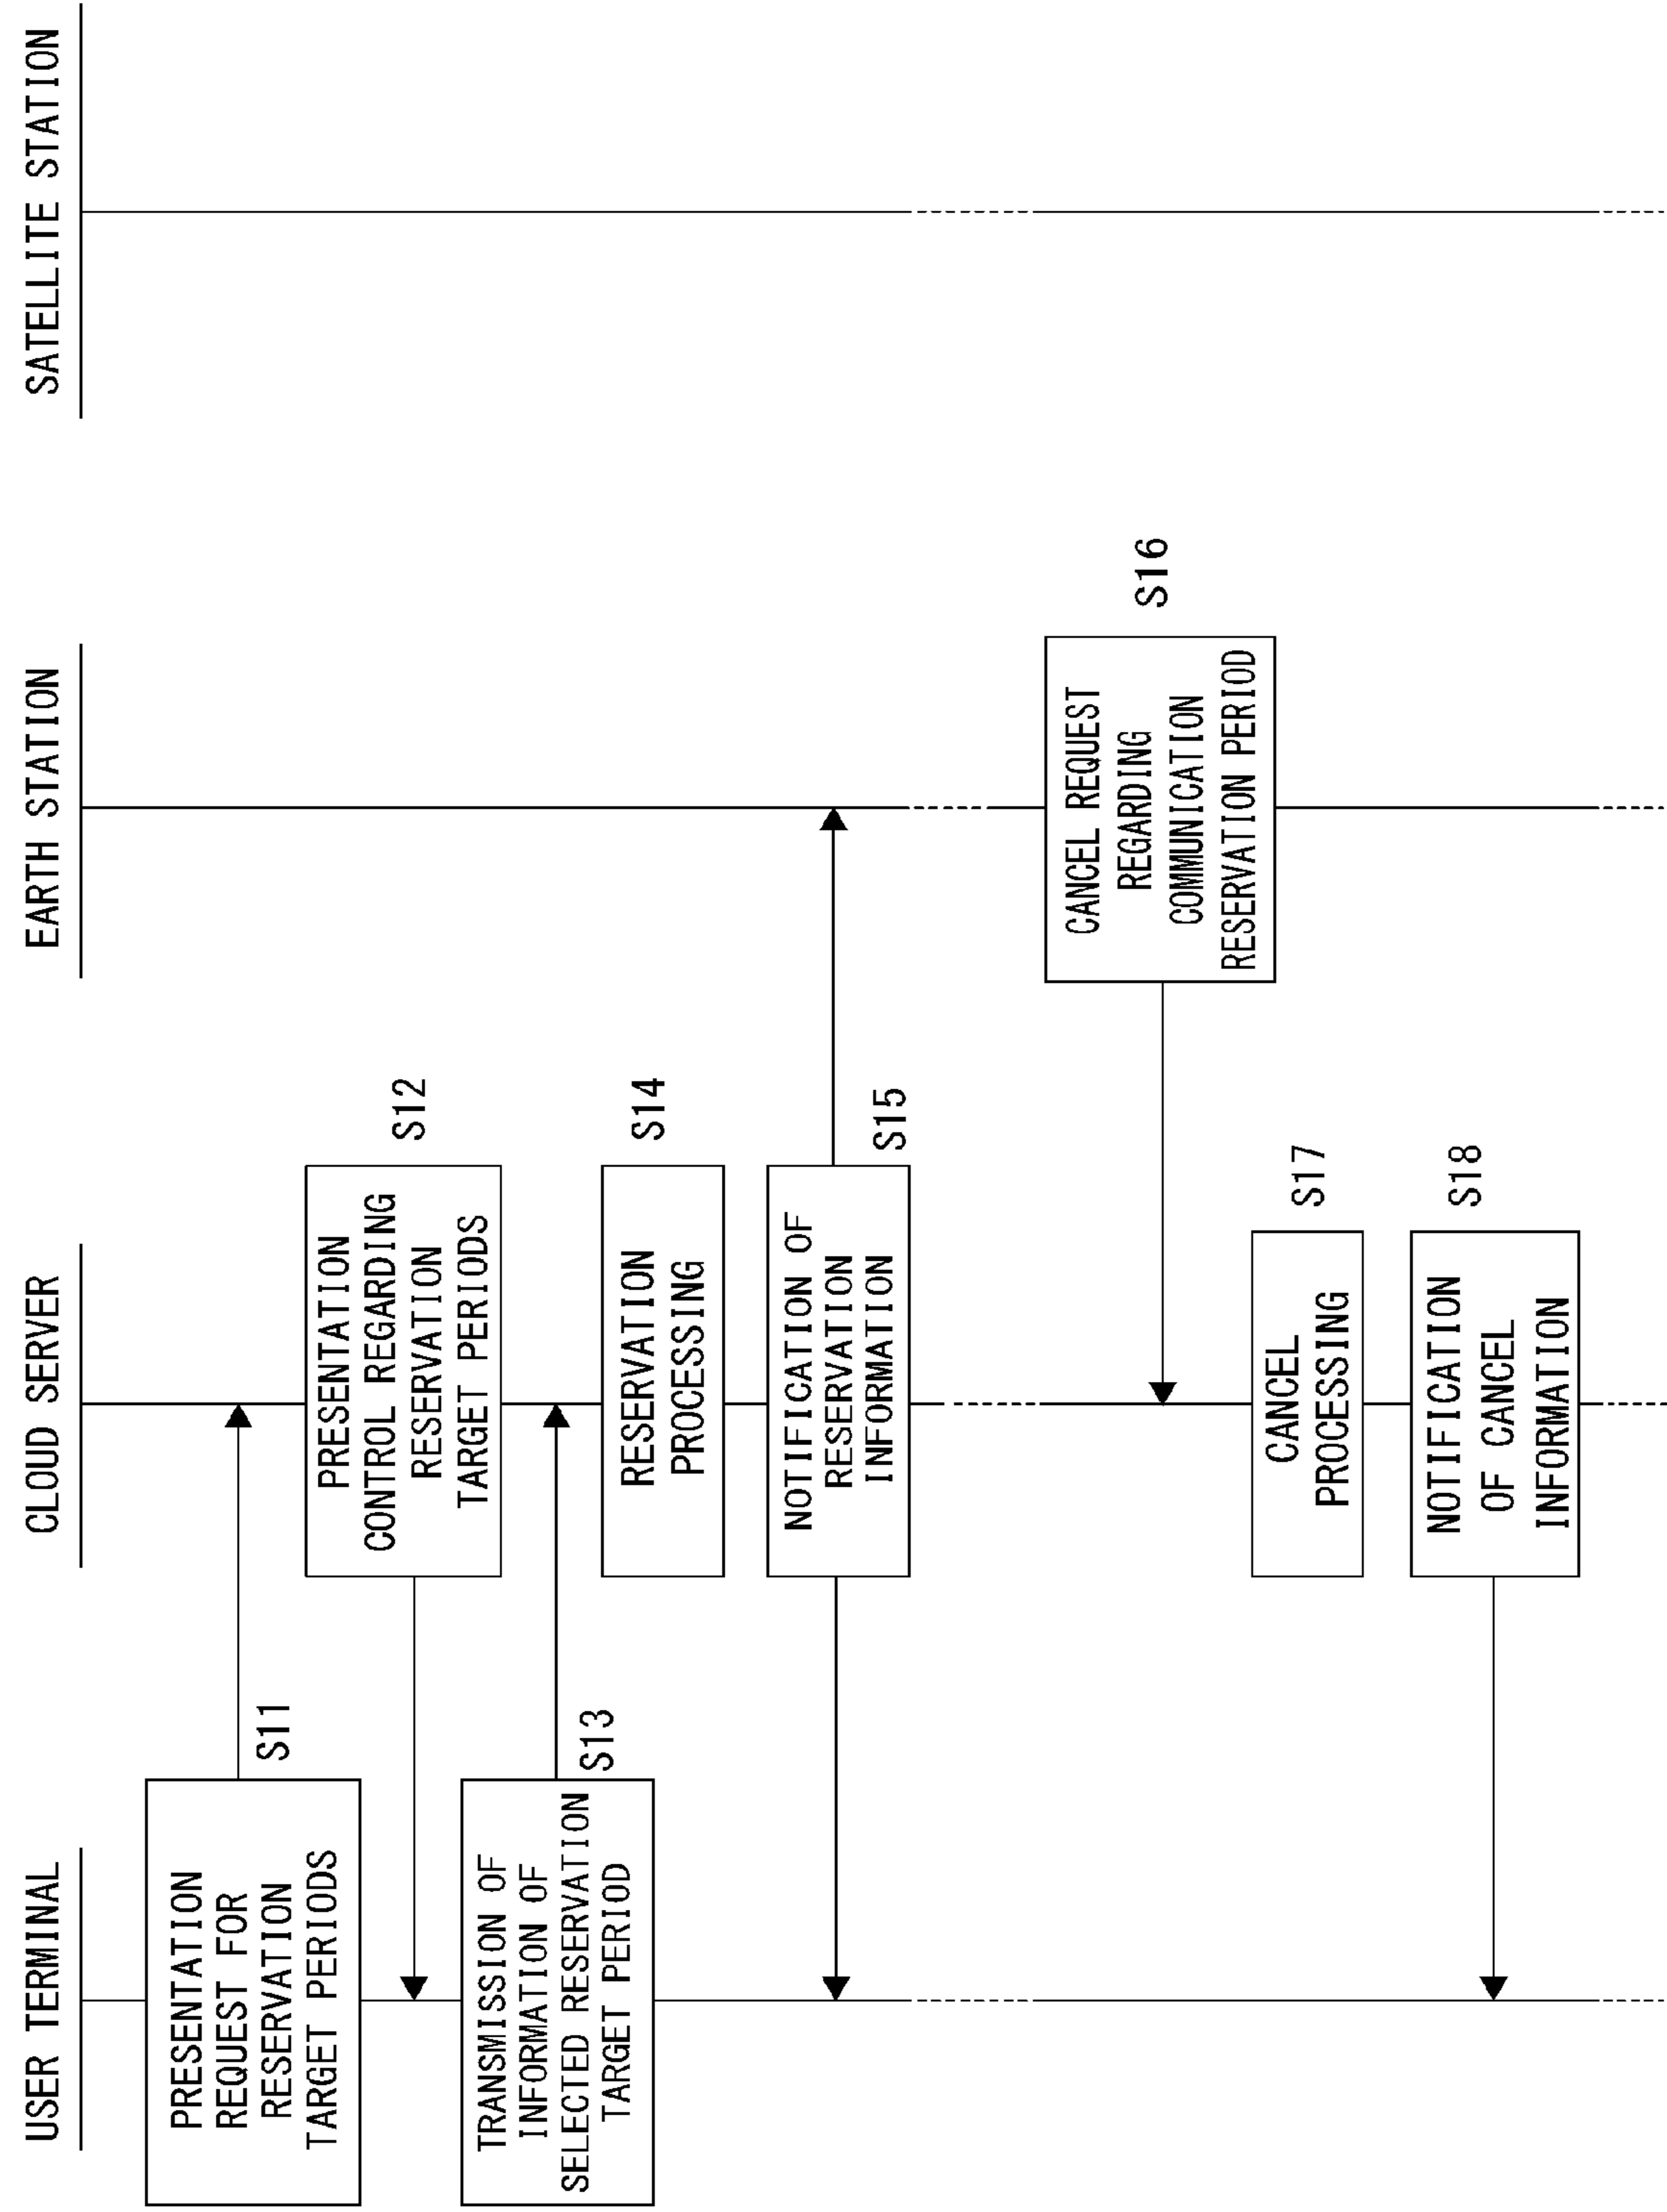 USER TERMINAL
CLOUD SERVER
EARTH STATION
SATELLITE STATION
PRESENTATION
REQUEST FOR
RESERVATION
TARGET PERIODS
S11
PRESENTATION
CONTROL REGARDING
RESERVATION
TARGET PERIODS
S12
TRANSMISSION OF
INFORMATION OF
SELECTED RESERVATION
TARGET PERIOD
S13
RESERVATION
PROCESSING
S14
NOTIFICATION OF
RESERVATION
INFORMATION
S15
CANCEL REQUEST
REGARDING
COMMUNICATION
RESERVATION PERIOD
S16
CANCEL
PROCESSING
S17
NOTIFICATION
OF CANCEL
INFORMATION
S18